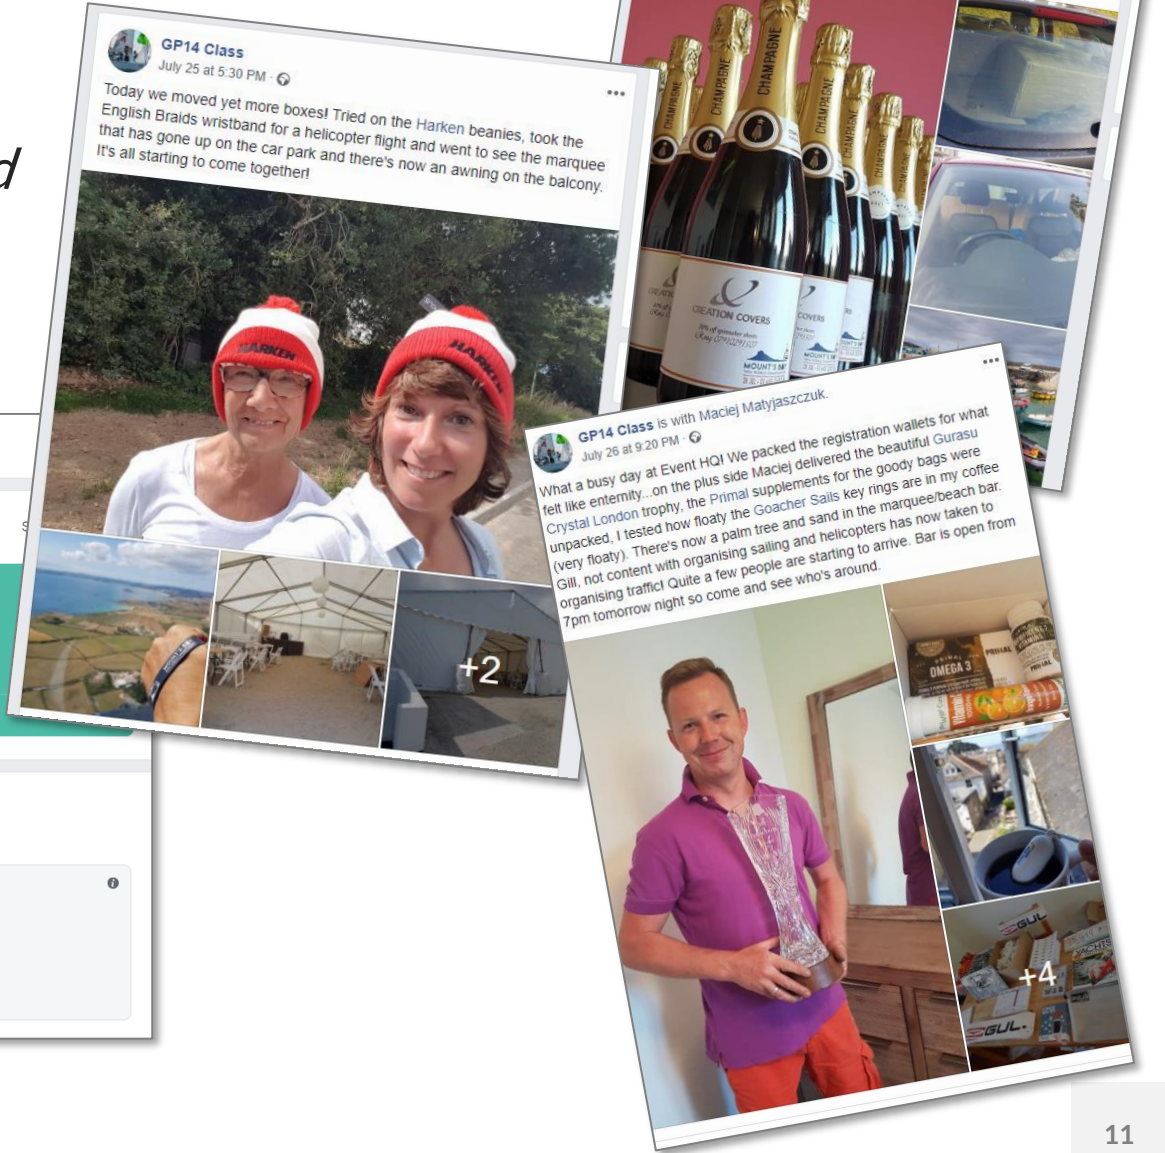 GP14 Class
July 25 at 5:30 PM ·
Today we moved yet more boxes! Tried on the Harken beanies, took the
English Braids wristband for a helicopter flight and went to see the marquee
that has gone up on the car park and there's now an awning on the balcony.
It's all starting to come together!
HARKEN
HARKEN
+2
CHAMPAGNE
CHAMPAGNE
CHAMPAGNE
CHAMPAGNE
CREATION COVERS
COVERS
MOUNT'S BAY
GP14 Class is with Maciej Matyjaszczuk.
July 26 at 9:20 PM ·
What a busy day at Event HQ! We packed the registration wallets for what
felt like enternity...on the plus side Maciej delivered the beautiful Gurasu
Crystal London trophy, the Primal supplements for the goody bags were
unpacked, I tested how floaty the Goacher Sails key rings are in my coffee
(very floaty). There's now a palm tree and sand in the marquee/beach bar.
Gill, not content with organising sailing and helicopters has now taken to
organising traffic! Quite a few people are starting to arrive. Bar is open from
7pm tomorrow night so come and see who's around.
PRIMAL
OMEGA 3
PRIMAL
Vitamin
GUL
YACHTS
+4
GUL.
d
S
11